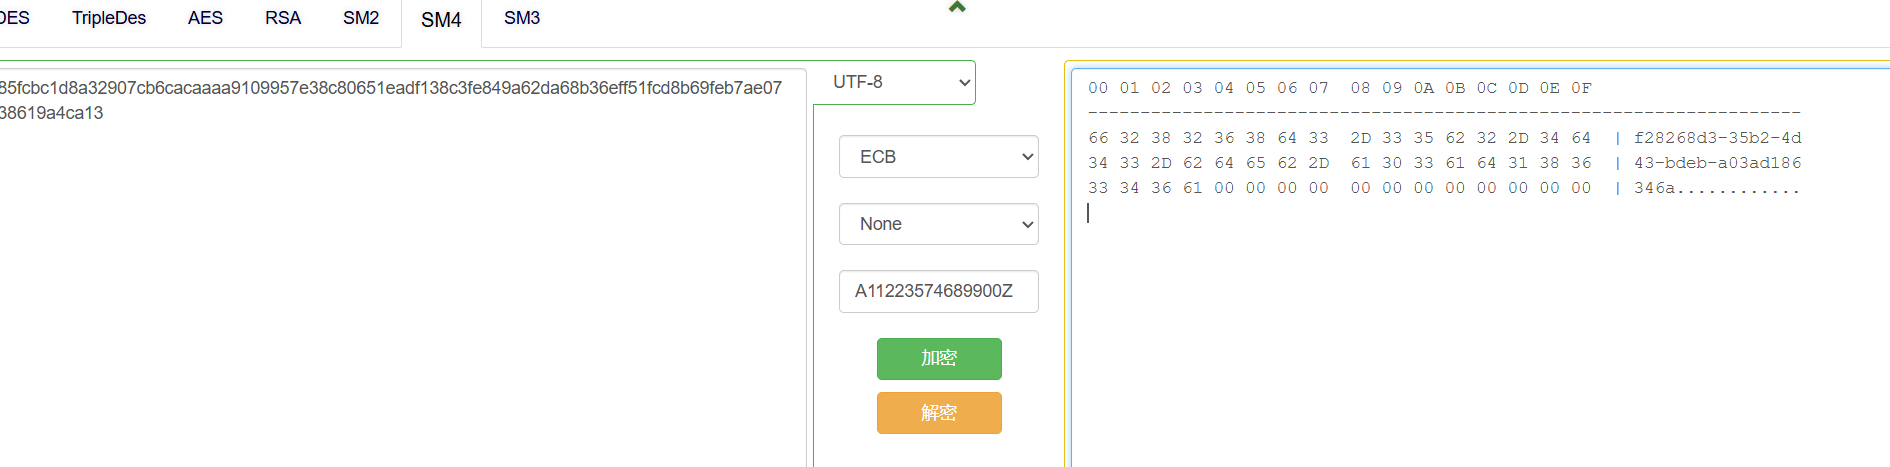 DES TripleDes AES RSA SM2 SM4 SM3
85fcbc1d8a32907cb6cacaaaa9109957e38c80651eadf138c3fe849a62da68b36eff51fcd8b69feb7ae07
38619a4ca13
UTF-8
ECB
None
A11223574689900Z
加密
解密
00 01 02 03 04 05 06 07 08 09 0A 0B 0C 0D 0E 0F
--------------------------------------------------------------------
66 32 38 32 36 38 64 33 2D 33 35 62 32 2D 34 64 | f28268d3-35b2-4d
34 33 2D 62 64 65 62 2D 61 30 33 61 64 31 38 36 | 43-bdeb-a03ad186
33 34 36 61 00 00 00 00 00 00 00 00 00 00 00 00 | 346a............